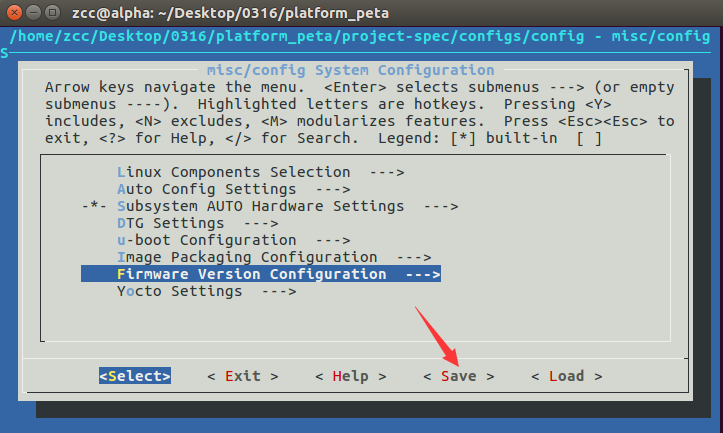 zcc@alpha: ~/Desktop/0316/platform_peta
/home/zcc/Desktop/0316/platform_peta/project-spec/configs/config - misc/config
S
misc/config System Configuration
Arrow keys navigate the menu.  <Enter> selects submenus ---> (or empty
submenus ----).  Highlighted letters are hotkeys.  Pressing <Y>
includes, <N> excludes, <M> modularizes features.  Press <Esc><Esc> to
exit, <?> for Help, </> for Search.  Legend: [*] built-in  [ ]
Linux Components Selection  --->
Auto Config Settings  --->
-*- Subsystem AUTO Hardware Settings  --->
DTG Settings  --->
u-boot Configuration  --->
Image Packaging Configuration  --->
Firmware Version Configuration  --->
Yocto Settings  --->
<Select>    < Exit >    < Help >    < Save >    < Load >